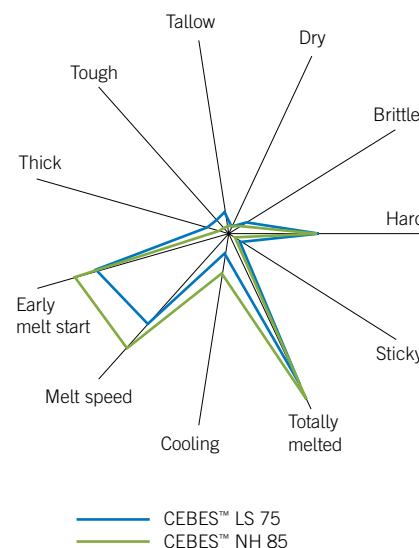 Tallow
Dry
Tough
Brittle
Thick
Hard
Early
melt start
Sticky
Melt speed
Totally
melted
Cooling
CEBES™ LS 75
CEBES™ NH 85